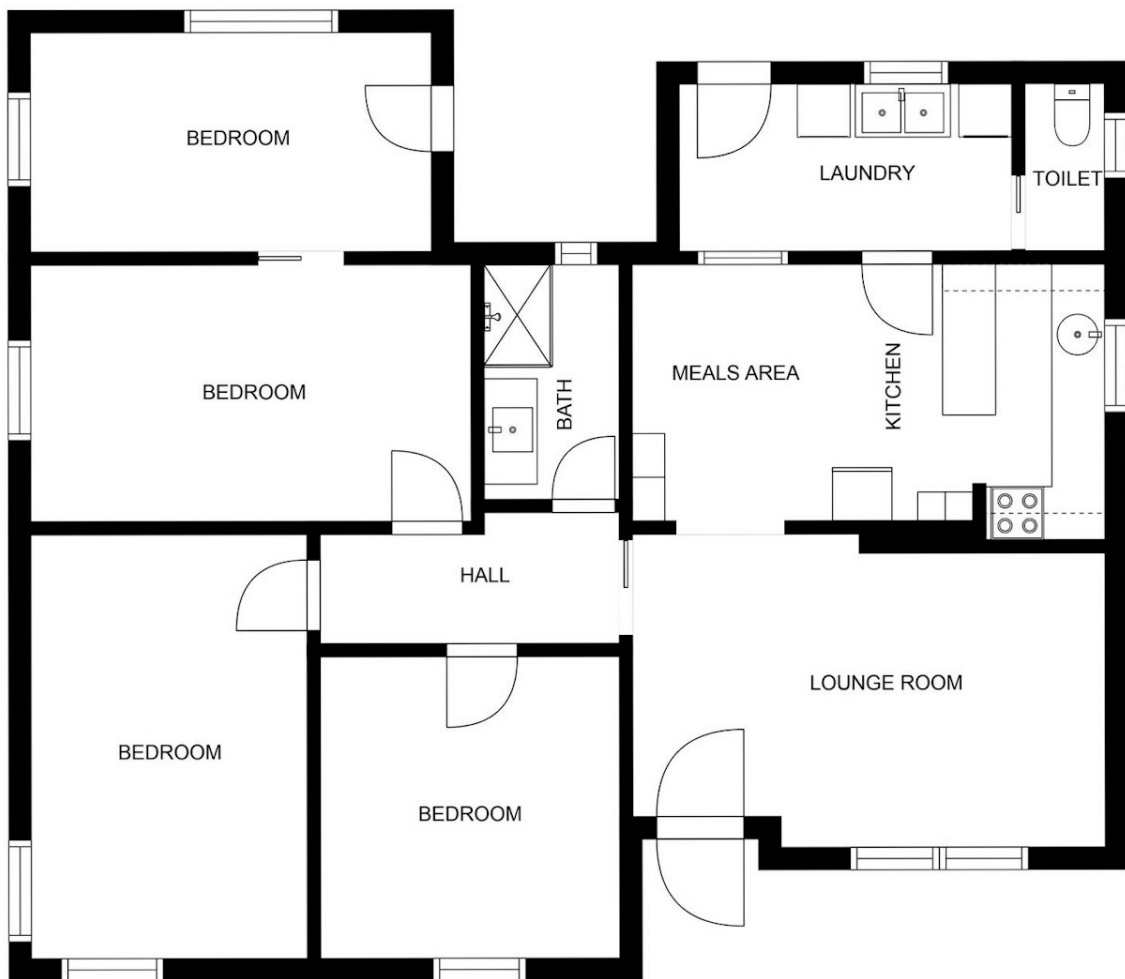 BEDROOM
LAUNDRY
TOILET
BEDROOM
BATH
MEALS AREA
KITCHEN
HALL
BEDROOM
BEDROOM
LOUNGE ROOM